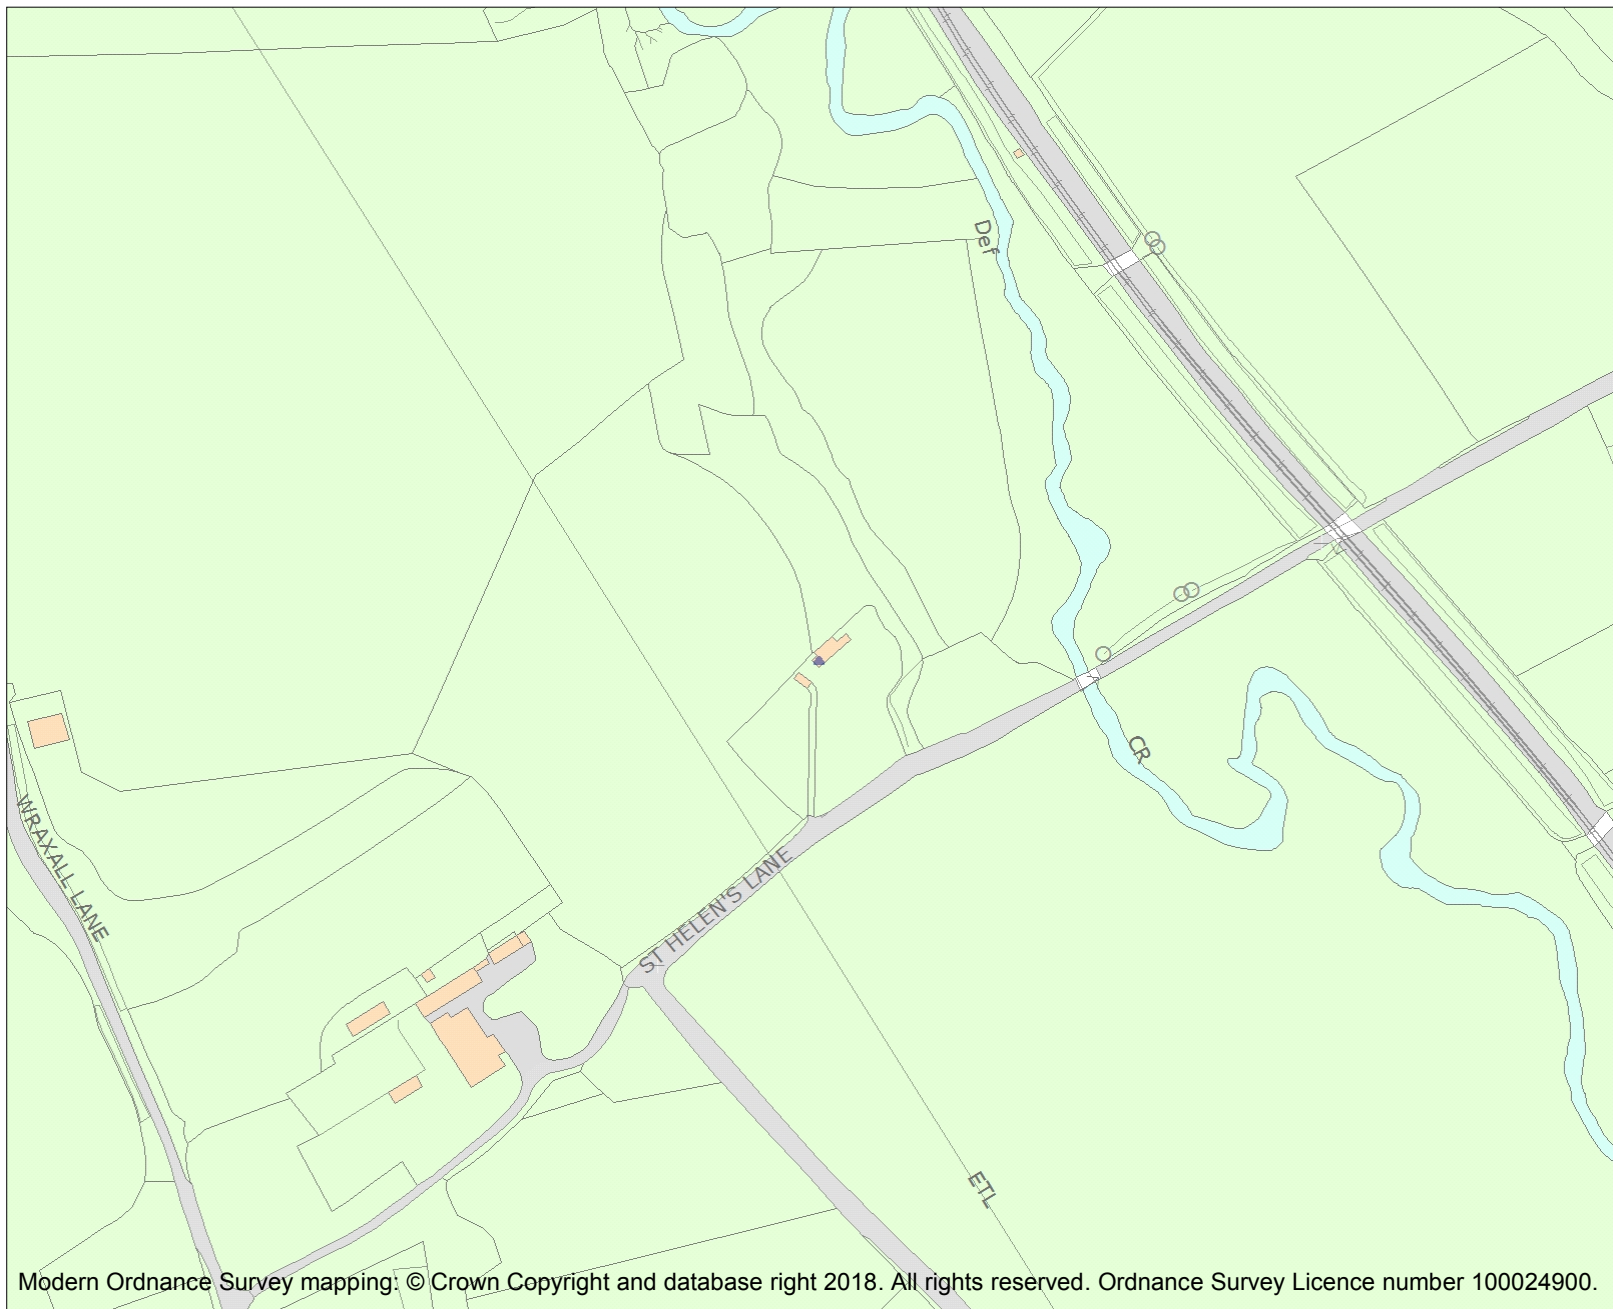 Def
CR
WRAXALL LANE
ST HELEN'S LANE
ETL
Modern Ordnance Survey mapping: © Crown Copyright and database right 2018. All rights reserved. Ordnance Survey Licence number 100024900.